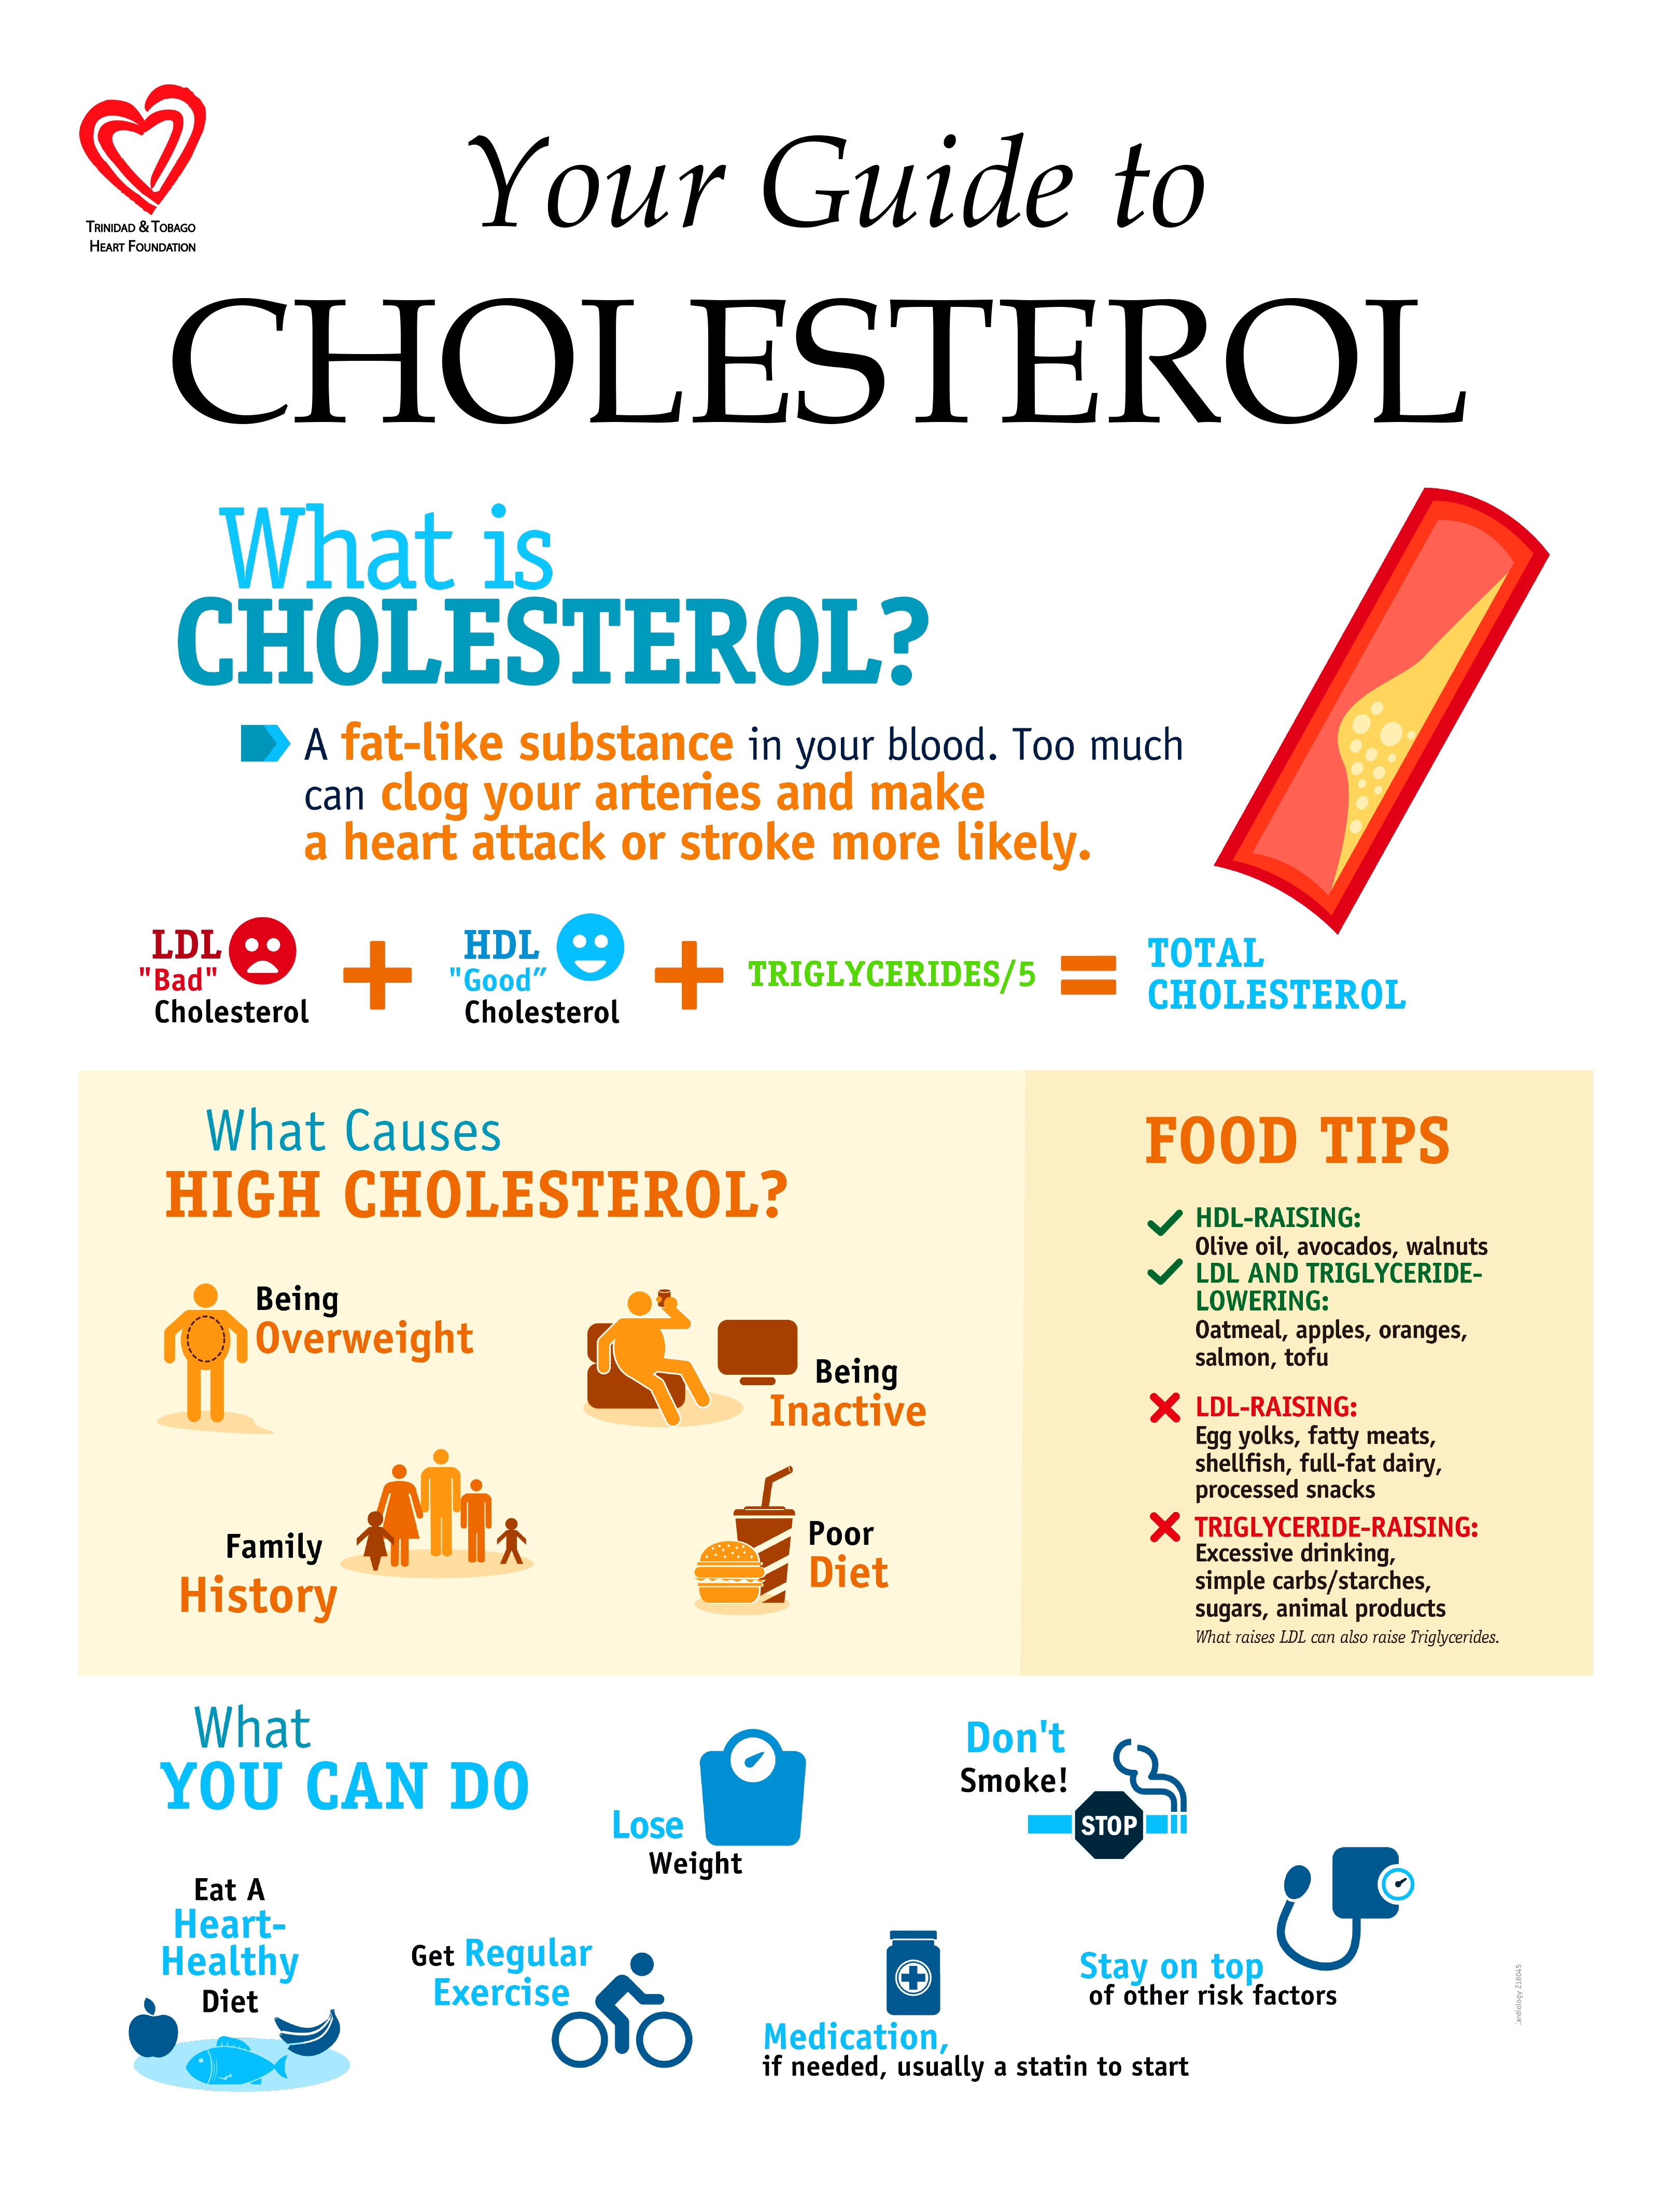 TRINIDAD & TOBAGO
HEART FOUNDATION
Your Guide to
CHOLESTEROL
What is
CHOLESTEROL?
A fat-like substance in your blood. Too much
can clog your arteries and make
a heart attack or stroke more likely.
LDL
"Bad"
Cholesterol
+
HDL
"Good”
Cholesterol
+
TRIGLYCERIDES/5
=
TOTAL
CHOLESTEROL
What Causes
HIGH CHOLESTEROL?
Being
Overweight
Being
Inactive
Family
History
Poor
Diet
FOOD TIPS
HDL-RAISING:
Olive oil, avocados, walnuts
LDL AND TRIGLYCERIDE-
LOWERING:
Oatmeal, apples, oranges,
salmon, tofu
LDL-RAISING:
Egg yolks, fatty meats,
shellfish, full-fat dairy,
processed snacks
TRIGLYCERIDE-RAISING:
Excessive drinking,
simple carbs/starches,
sugars, animal products
What raises LDL can also raise Triglycerides.
What
YOU CAN DO
Eat A
Heart-
Healthy
Diet
Get Regular
Exercise
Lose
Weight
Medication,
if needed, usually a statin to start
Don't
Smoke!
STOP
Stay on top
of other risk factors